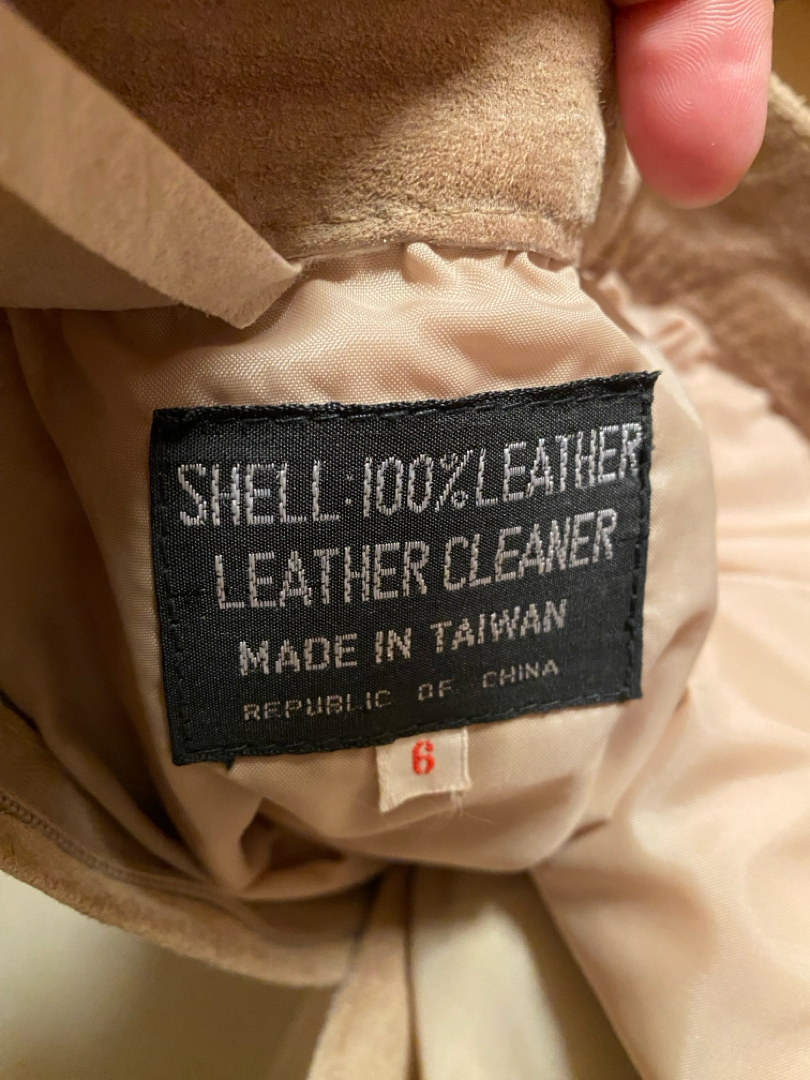 SHELL:100%LEATHER
LEATHER CLEANER
MADE IN TAIWAN
REPUBLIC OF CHINA
6